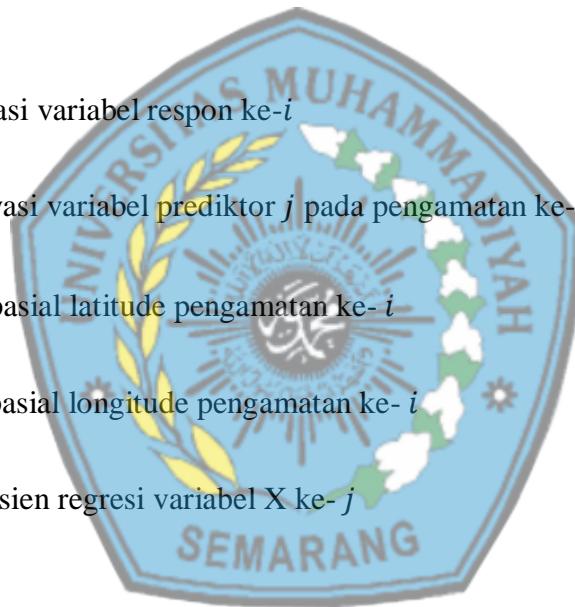 asi variabel respon ke-i
vasi variabel prediktor j pada pengamatan ke-
pasial latitude pengamatan ke- i
pasial longitude pengamatan ke- i
sien regresi variabel X ke- j
UNIVERSITAS MUHAMMADIYAH
SEMARANG